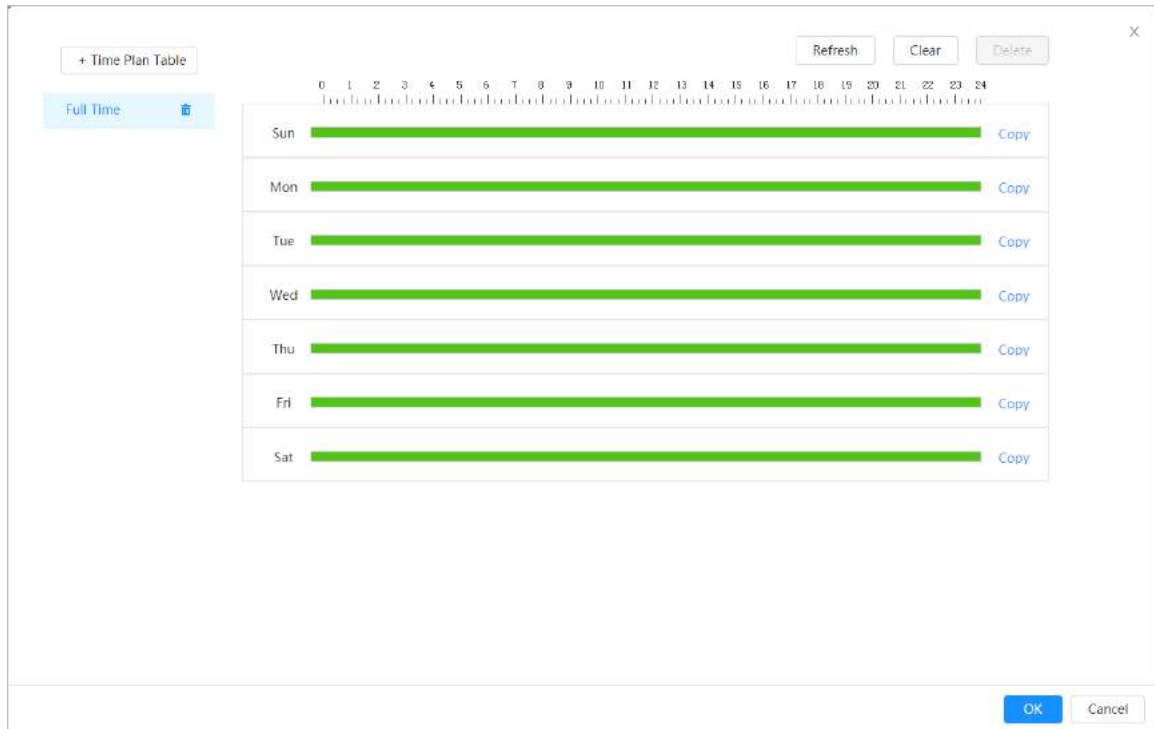 X
+ Time Plan Table
Refresh Clear Delete
0 1 2 3 4 5 6 7 8 9 10 11 12 13 14 15 16 17 18 19 20 21 22 23 24
Full Time
Sun Copy
Mon Copy
Tue Copy
Wed Copy
Thu Copy
Fri Copy
Sat Copy
OK Cancel